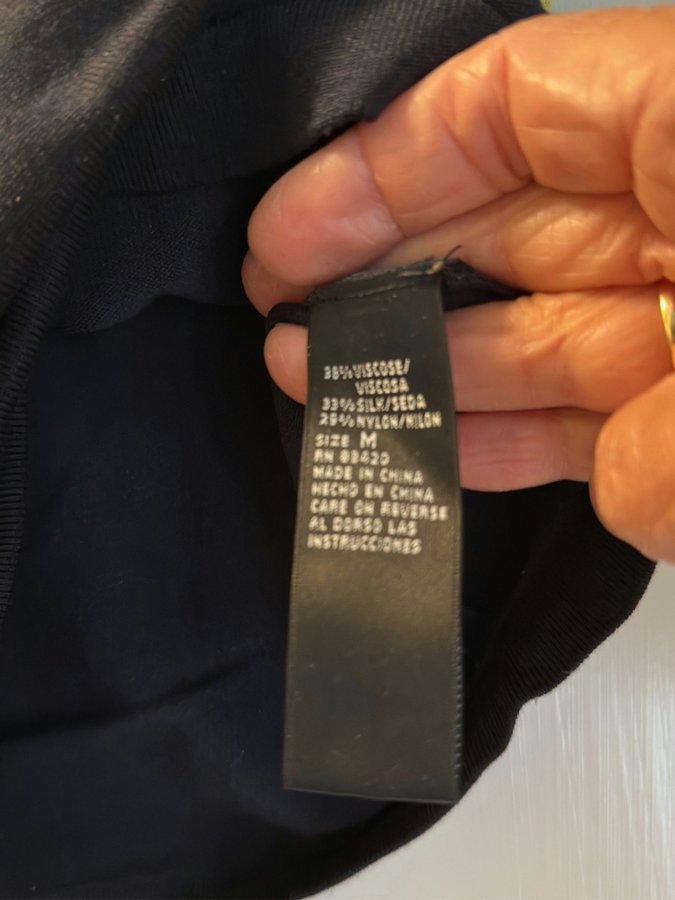 38% VISCOSE/
VISCOSA
33% SILK/SEDA
29% NYLON/NILON
SIZE M
RN 83420
MADE IN CHINA
HECHO EN CHINA
CARE ON REVERSE
AL DORSO LAS
INSTRUCCIONES